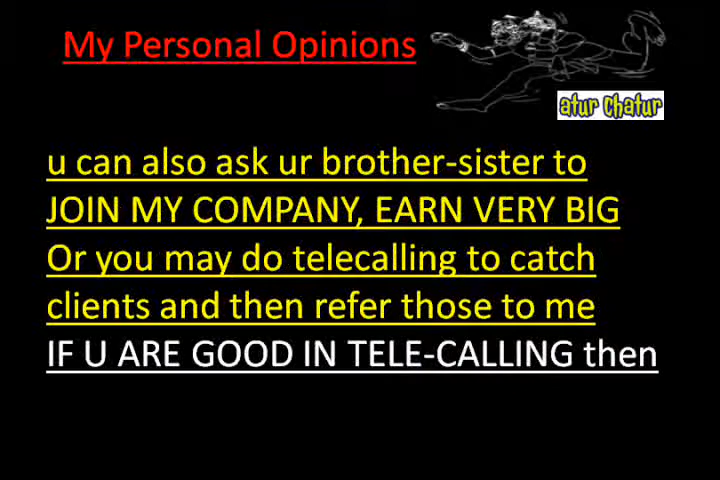 My Personal Opinions
atur Chatur
u can also ask ur brother-sister to
JOIN MY COMPANY, EARN VERY BIG
Or you may do telecalling to catch
clients and then refer those to me
IF U ARE GOOD IN TELE-CALLING then